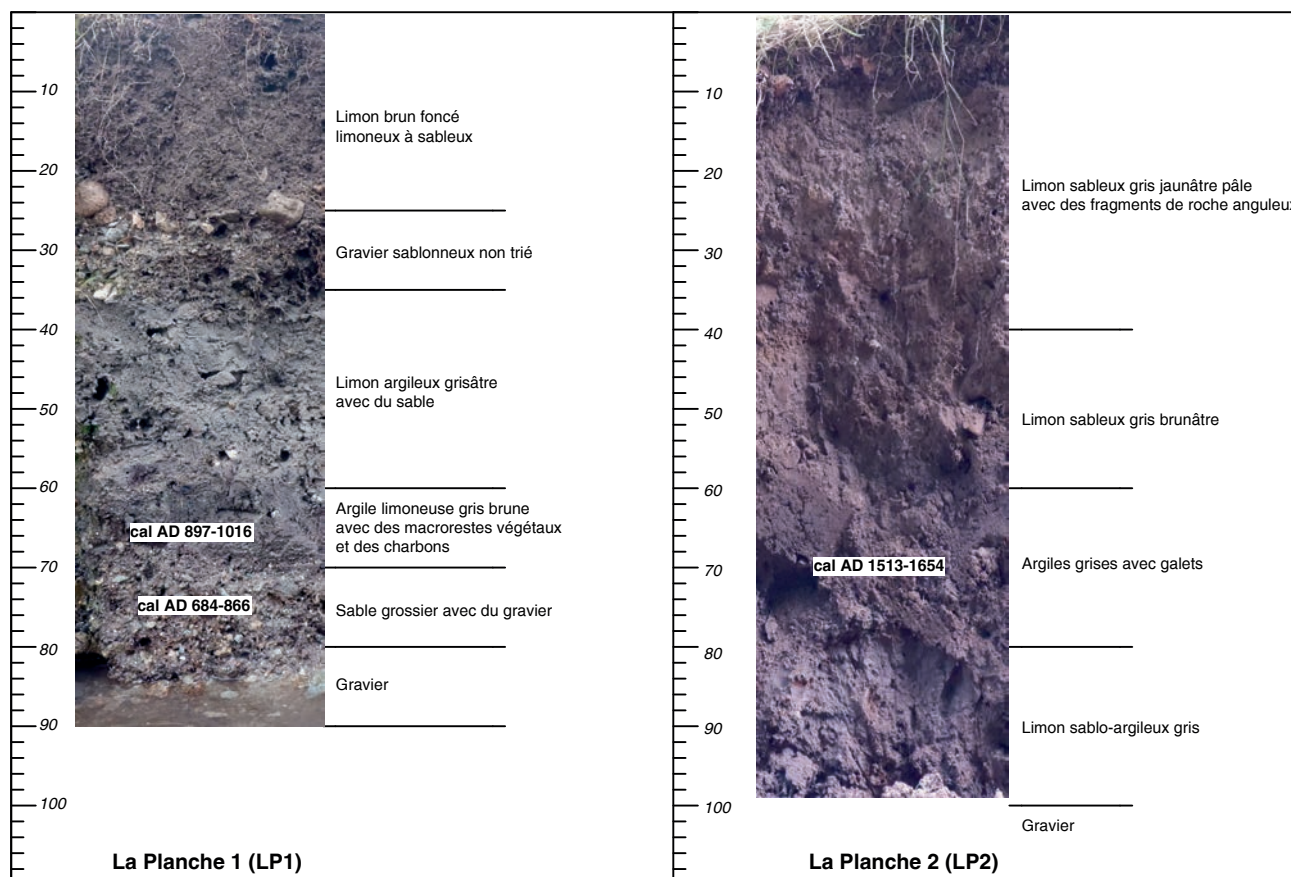 10
20
30
40
50
60
70
80
90
100
Limon brun foncé
limoneux à sableux
Gravier sablonneux non trié
Limon argileux grisâtre
avec du sable
Argile limoneuse gris brune
avec des macrorestes végétaux
et des charbons
cal AD 897-1016
cal AD 684-866
Sable grossier avec du gravier
Gravier
La Planche 1 (LP1)
10
20
30
40
50
60
70
80
90
100
Limon sableux gris jaunâtre pâle
avec des fragments de roche anguleux
Limon sableux gris brunâtre
cal AD 1513-1654
Argiles grises avec galets
Limon sablo-argileux gris
Gravier
La Planche 2 (LP2)